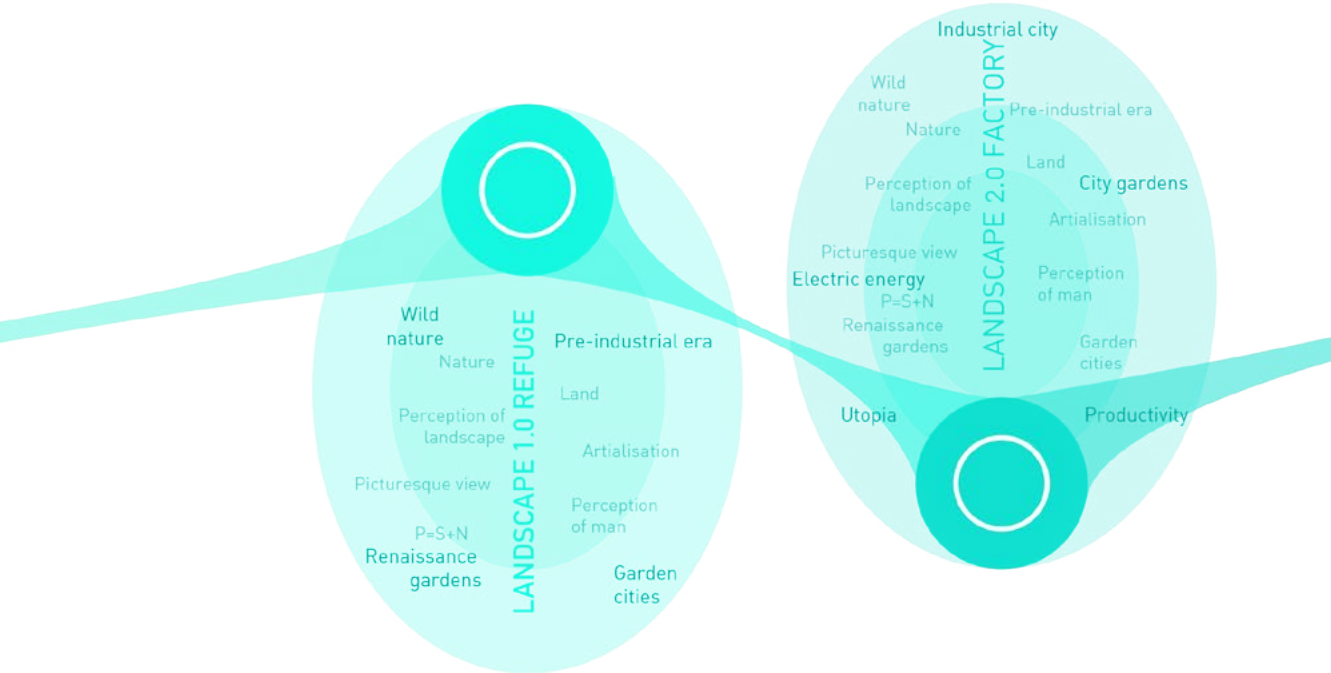 Wild
nature
Nature
Perception of
landscape
Picturesque view
P=S+N
Renaissance
gardens
LANDSCAPE 1.0 REFUGE
Pre-industrial era
Land
Artialisation
Perception
of man
Garden
cities
Industrial city
Wild
nature
Nature
Perception of
landscape
Picturesque view
Electric energy
P=S+N
Renaissance
gardens
Utopia
LANDSCAPE 2.0 FACTORY
Pre-industrial era
Land
City gardens
Artialisation
Perception
of man
Garden
cities
Productivity